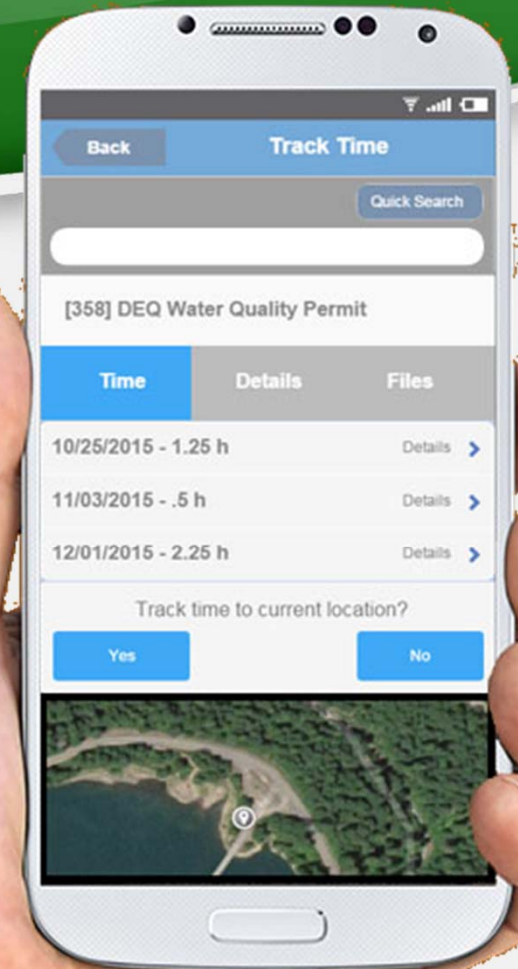 Back Track Time
Quick Search
[358] DEQ Water Quality Permit
Time Details Files
10/25/2015 - 1.25 h Details
11/03/2015 - .5 h Details
12/01/2015 - 2.25 h Details
Track time to current location?
Yes No